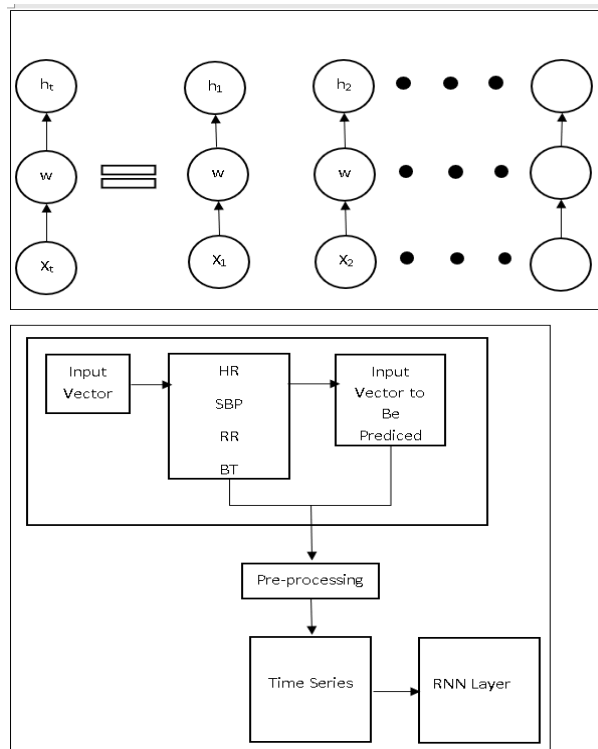 hₜ h₁ h₂
w w w
Xₜ X₁ X₂
Input
Vector
HR
SBP
RR
BT
Input
Vector to
Be
Prediced
Pre-processing
Time Series
RNN Layer